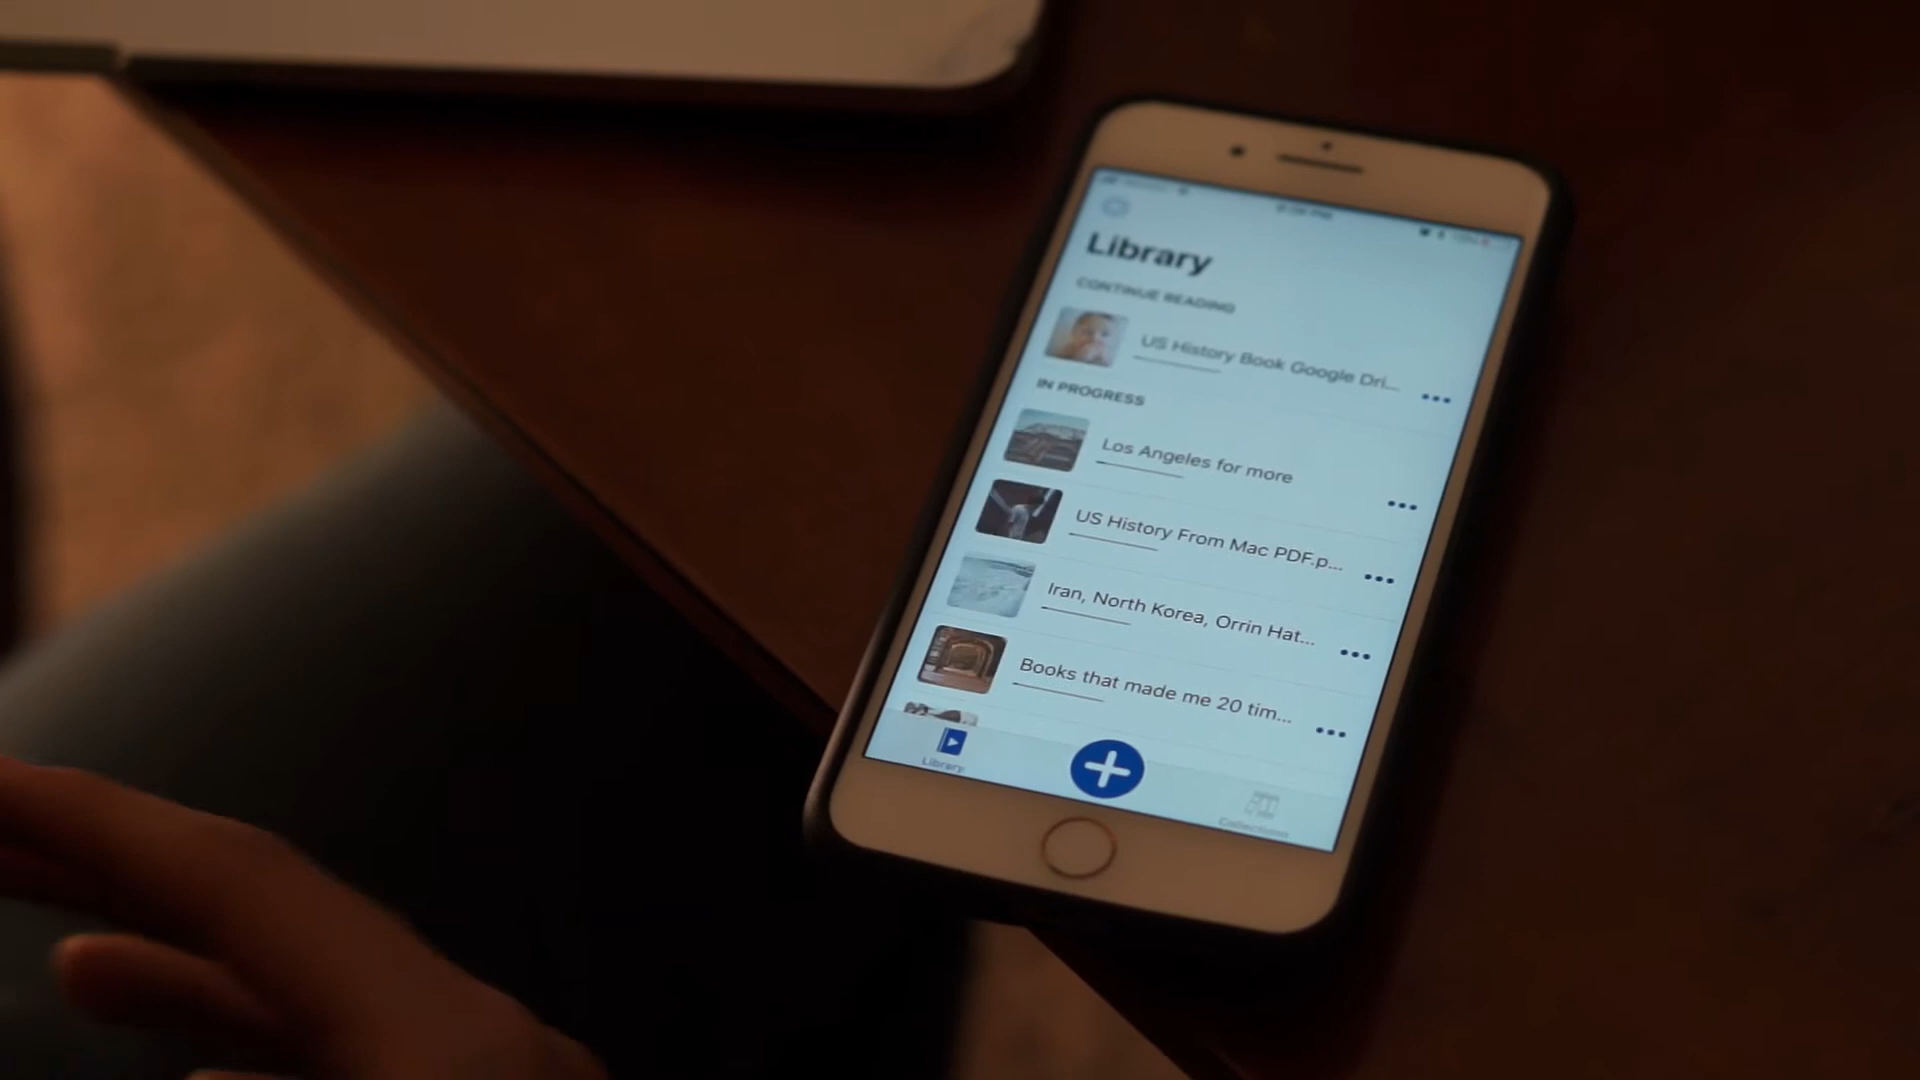 Library
CONTINUE READING
US History Book Google Dri...
IN PROGRESS
Los Angeles for more
US History From Mac PDF.p...
Iran, North Korea, Orrin Hat...
Books that made me 20 tim...
Library
Collections